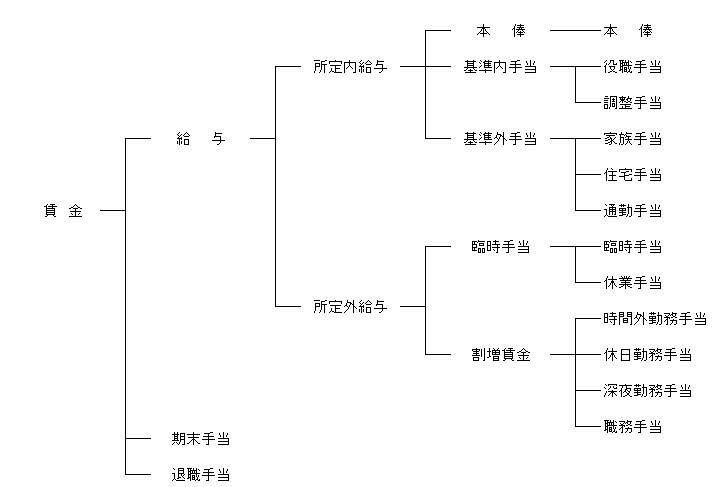 本 俸 本 俸
所定内給与 基準内手当 役職手当
調整手当
給 与 基準外手当 家族手当
住宅手当
賃 金 通勤手当
臨時手当 臨時手当
休業手当
所定外給与 時間外勤務手当
割増賃金 休日勤務手当
深夜勤務手当
職務手当
期末手当
退職手当